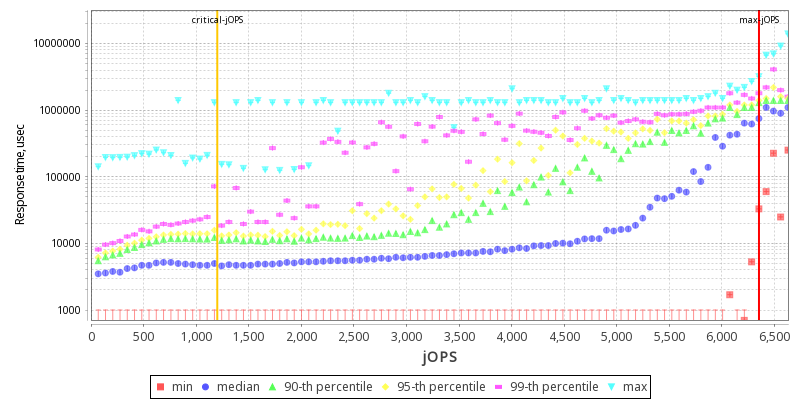 critical-jOPS
max-jOPS
10000000
1000000
100000
10000
1000
Response time, usec
0
500
1,000
1,500
2,000
2,500
3,000
3,500
4,000
4,500
5,000
5,500
6,000
6,500
jOPS
min
median
90-th percentile
95-th percentile
99-th percentile
max